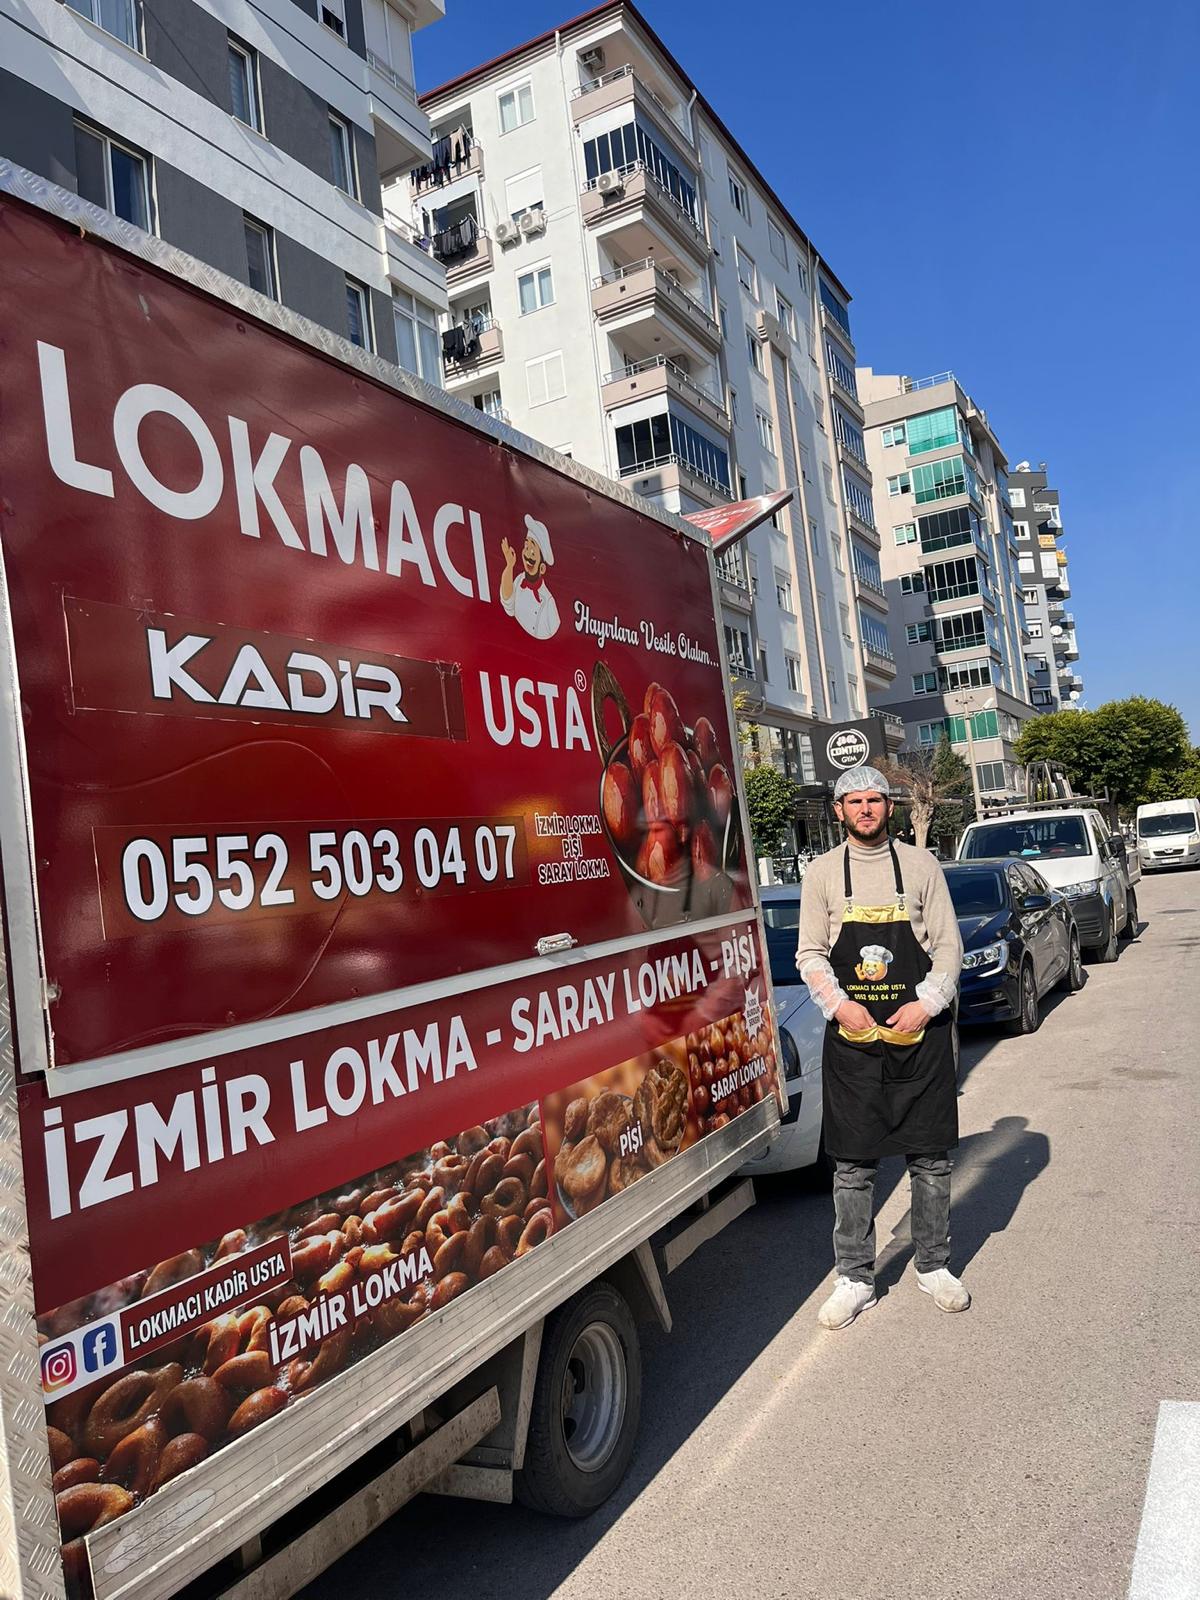 LOKMACI
Hayırlara Vesile Olalım...
KADİR
USTA®
0552 503 04 07
İZMİR LOKMA
PİŞİ
SARAY LOKMA
İZMİR LOKMA - SARAY LOKMA - PİŞİ
SARAY LOKMA
PİŞİ
LOKMACI KADİR USTA
İZMİR LOKMA
CONTRA
GYM
LOKMACI KADİR USTA
0552 503 04 07